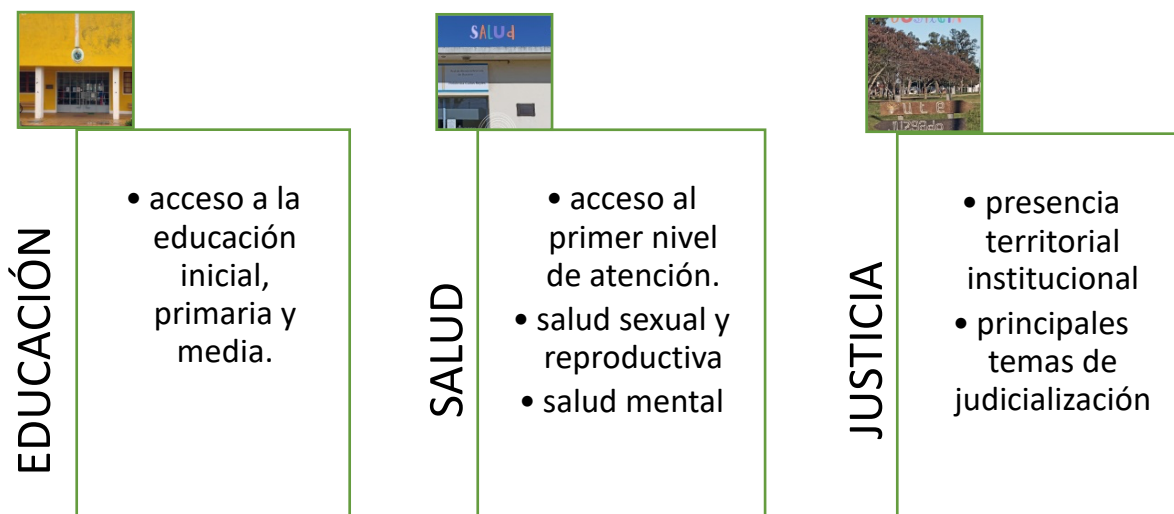 EDUCACIÓN
• acceso a la
educación
inicial,
primaria y
media.
SALUD
SALUD
• acceso al
primer nivel
de atención.
• salud sexual y
reproductiva
• salud mental
JUSTICIA
• presencia
territorial
institucional
• principales
temas de
judicialización